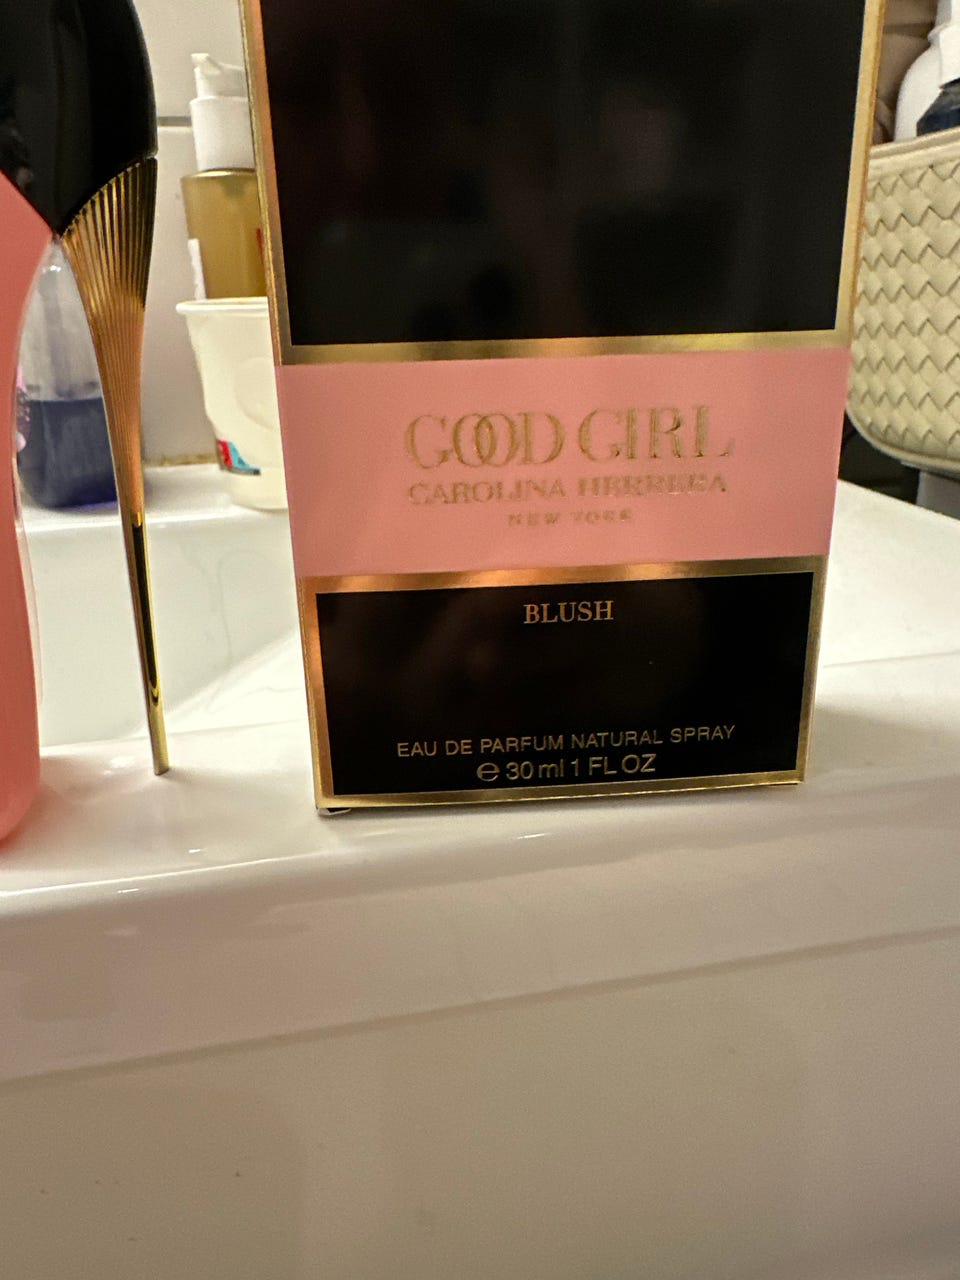 GOOD GIRL
CAROLINA HERRERA
NEW YORK
BLUSH
EAU DE PARFUM NATURAL SPRAY
℮ 30 ml 1 FL OZ